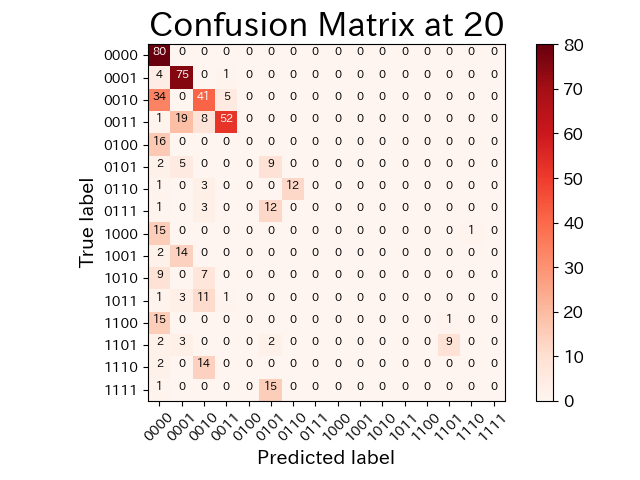 Confusion Matrix at 20
True label
0000 80 0 0 0 0 0 0 0 0 0 0 0 0 0 0 0
0001 4 75 0 1 0 0 0 0 0 0 0 0 0 0 0 0
0010 34 0 41 5 0 0 0 0 0 0 0 0 0 0 0 0
0011 1 19 8 52 0 0 0 0 0 0 0 0 0 0 0 0
0100 16 0 0 0 0 0 0 0 0 0 0 0 0 0 0 0
0101 2 5 0 0 0 9 0 0 0 0 0 0 0 0 0 0
0110 1 0 3 0 0 0 12 0 0 0 0 0 0 0 0 0
0111 1 0 3 0 0 12 0 0 0 0 0 0 0 0 0 0
1000 15 0 0 0 0 0 0 0 0 0 0 0 0 0 1 0
1001 2 14 0 0 0 0 0 0 0 0 0 0 0 0 0 0
1010 9 0 7 0 0 0 0 0 0 0 0 0 0 0 0 0
1011 1 3 11 1 0 0 0 0 0 0 0 0 0 0 0 0
1100 15 0 0 0 0 0 0 0 0 0 0 0 0 1 0 0
1101 2 3 0 0 0 2 0 0 0 0 0 0 0 9 0 0
1110 2 0 14 0 0 0 0 0 0 0 0 0 0 0 0 0
1111 1 0 0 0 0 15 0 0 0 0 0 0 0 0 0 0
0000 0001 0010 0011 0100 0101 0110 0111 1000 1001 1010 1011 1100 1101 1110 1111
Predicted label
80
70
60
50
40
30
20
10
0